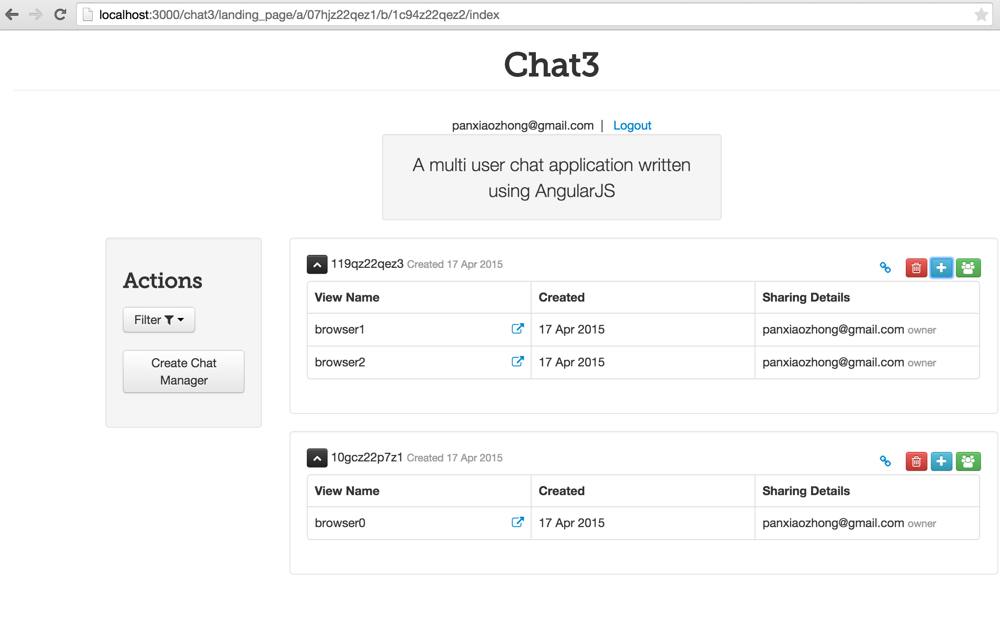 localhost:3000/chat3/landing_page/a/07hjz22qez1/b/1c94z22qez2/index
Chat3
panxiaozhong@gmail.com | Logout
A multi user chat application written
using AngularJS
Actions
Filter
Create Chat
Manager
119qz22qez3 Created 17 Apr 2015
View Name Created Sharing Details
browser1 17 Apr 2015 panxiaozhong@gmail.com owner
browser2 17 Apr 2015 panxiaozhong@gmail.com owner
10gcz22p7z1 Created 17 Apr 2015
View Name Created Sharing Details
browser0 17 Apr 2015 panxiaozhong@gmail.com owner